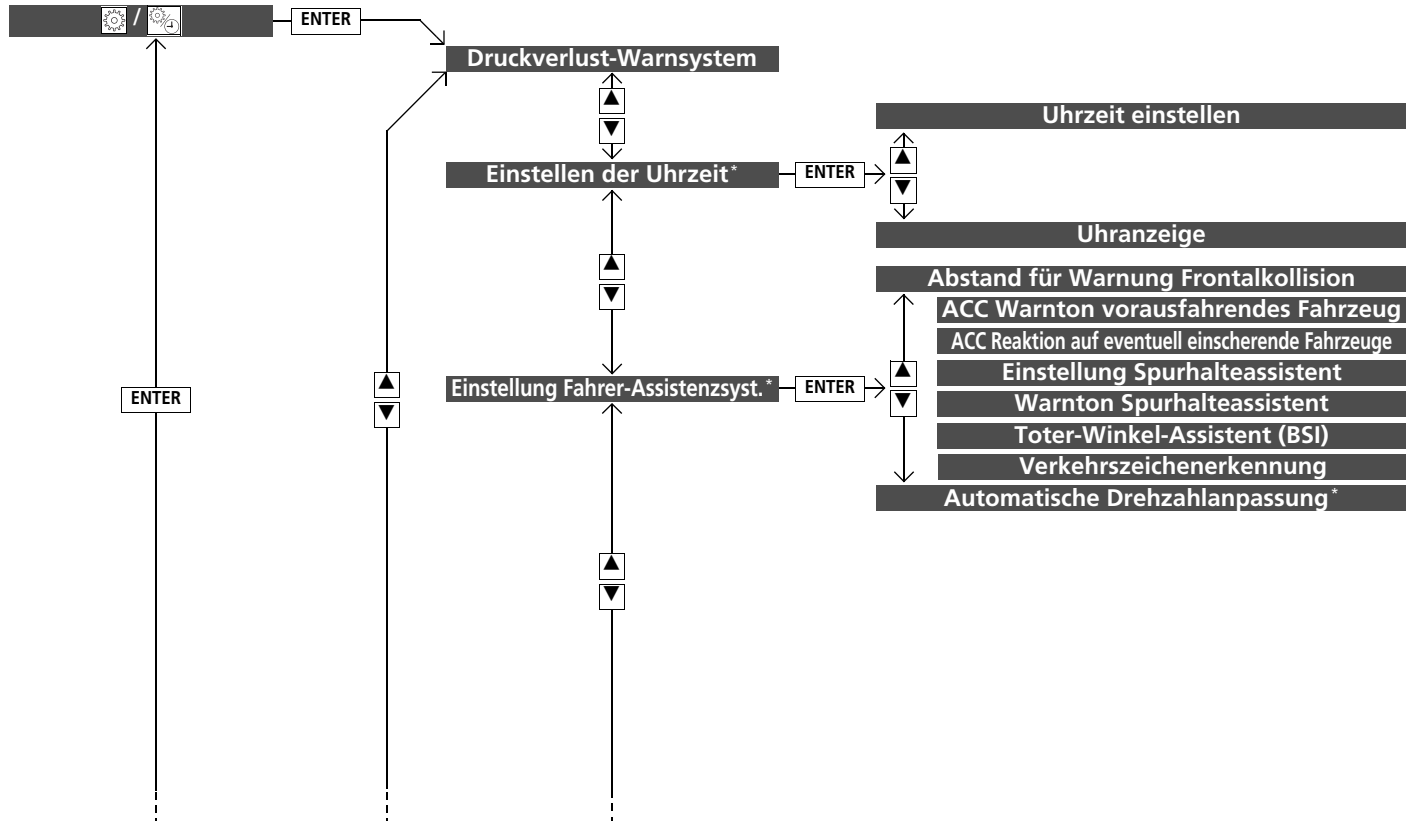 /
ENTER
Druckverlust-Warnsystem
▲
▼
Uhrzeit einstellen
Einstellen der Uhrzeit*
ENTER
▲
▼
Uhranzeige
▲
▼
Abstand für Warnung Frontalkollision
ACC Warnton vorausfahrendes Fahrzeug
ACC Reaktion auf eventuell einscherende Fahrzeuge
Einstellung Fahrer-Assistenzsyst.*
ENTER
▲
▼
Einstellung Spurhalteassistent
Warnton Spurhalteassistent
Toter-Winkel-Assistent (BSI)
Verkehrszeichenerkennung
Automatische Drehzahlanpassung*
ENTER
▲
▼
▲
▼